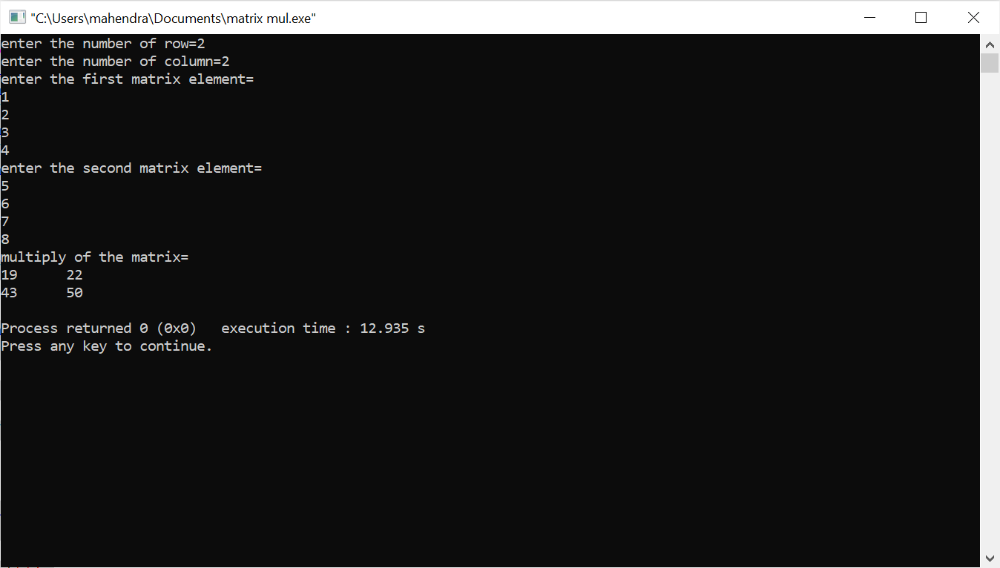 "C:\Users\mahendra\Documents\matrix mul.exe"
enter the number of row=2
enter the number of column=2
enter the first matrix element=
1
2
3
4
enter the second matrix element=
5
6
7
8
multiply of the matrix=
19      22
43      50
Process returned 0 (0x0)   execution time : 12.935 s
Press any key to continue.